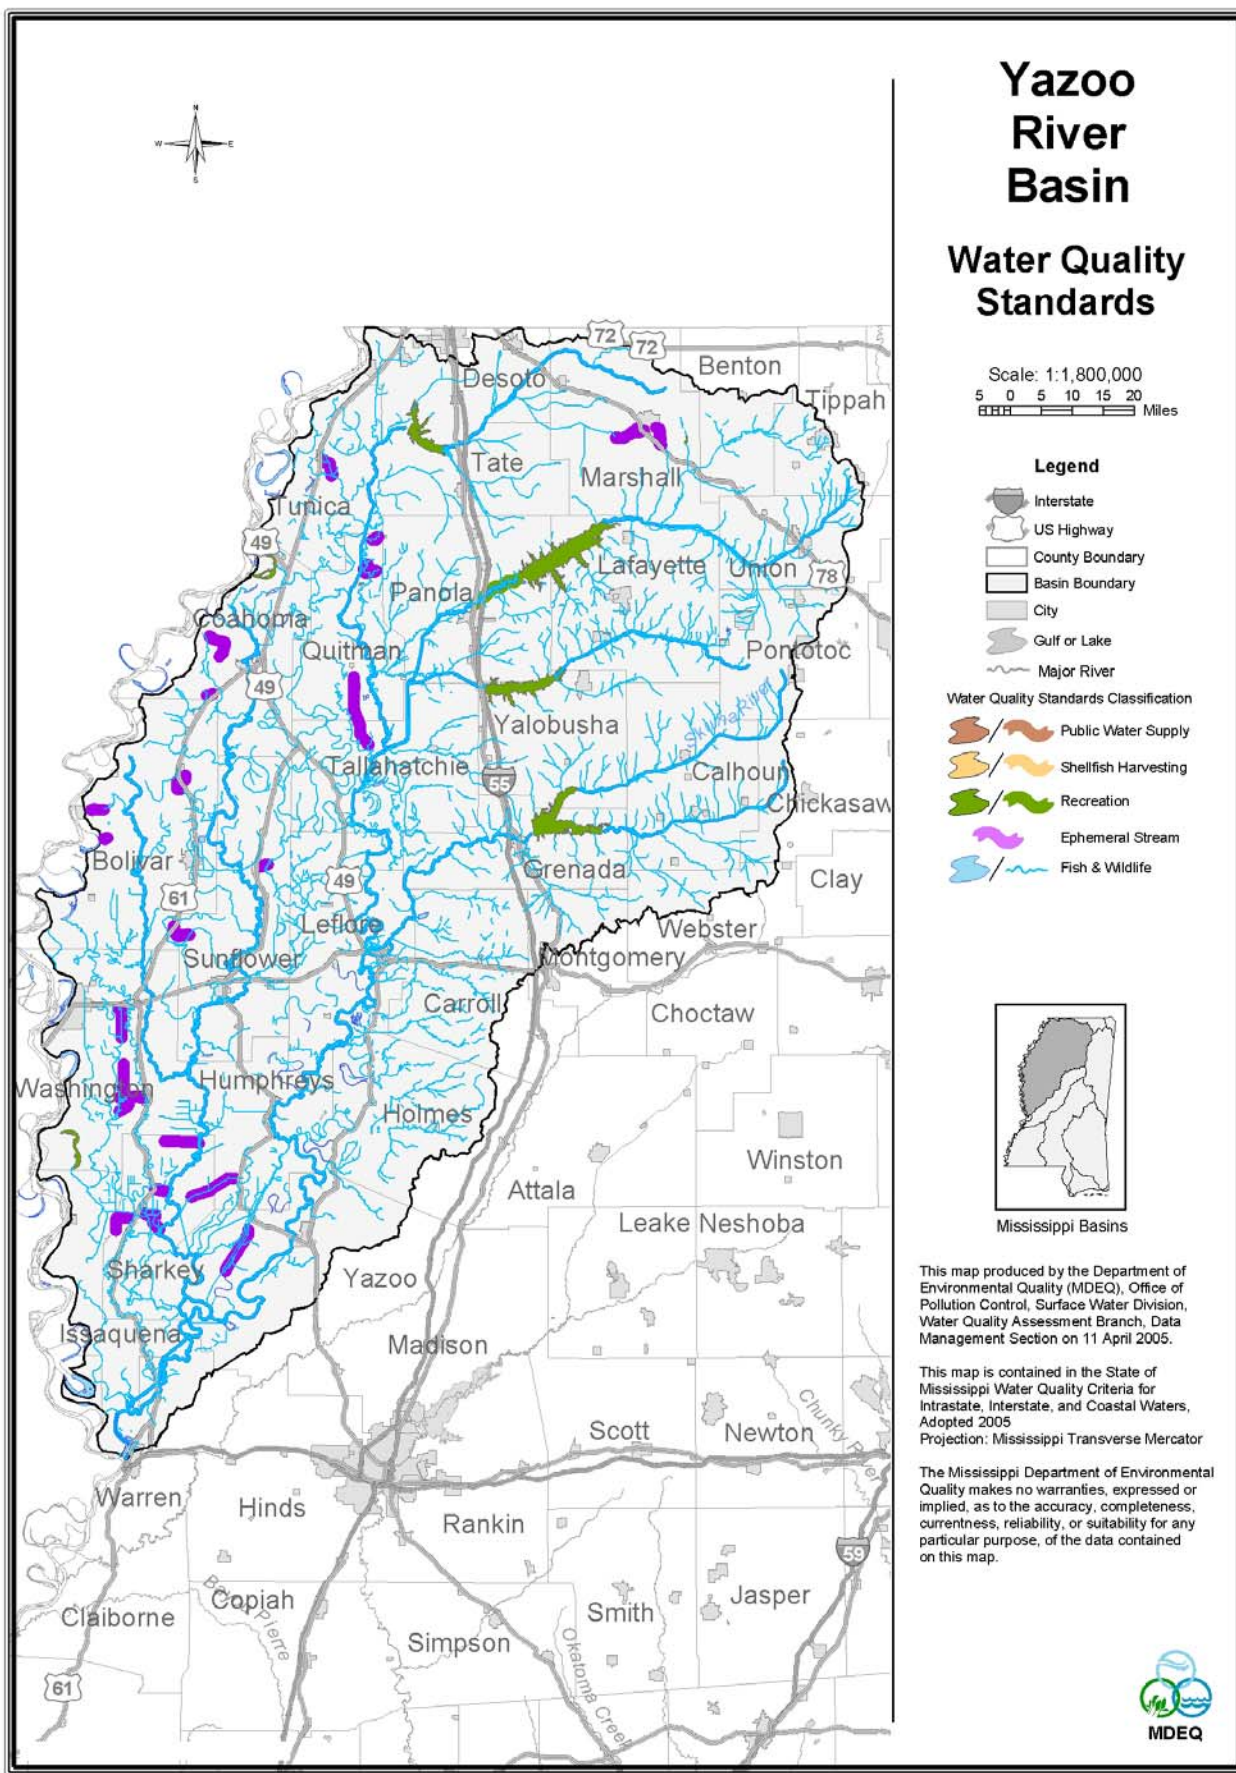 Yazoo
River
Basin
Water Quality
Standards
Scale: 1:1,800,000
5 0 5 10 15 20
Miles
Legend
Interstate
US Highway
County Boundary
Basin Boundary
City
Gulf or Lake
Major River
Water Quality Standards Classification
Public Water Supply
Shellfish Harvesting
Recreation
Ephemeral Stream
Fish & Wildlife
Mississippi Basins
This map produced by the Department of
Environmental Quality (MDEQ), Office of
Pollution Control, Surface Water Division,
Water Quality Assessment Branch, Data
Management Section on 11 April 2005.
This map is contained in the State of
Mississippi Water Quality Criteria for
Intrastate, Interstate, and Coastal Waters,
Adopted 2005
Projection: Mississippi Transverse Mercator
The Mississippi Department of Environmental
Quality makes no warranties, expressed or
implied, as to the accuracy, completeness,
currentness, reliability, or suitability for any
particular purpose, of the data contained
on this map.
MDEQ
N
W E
S
72
72
Benton
Desoto
Tippah
Tate
Marshall
Tunica
49
Lafayette
Union
78
Panola
Coahoma
Quitman
Pontotoc
49
Skuna River
Yalobusha
Tallahatchie
Calhoun
55
Chickasaw
Bolivar
Grenada
49
Clay
61
Leflore
Webster
Sunflower
Montgomery
Carroll
Choctaw
Washington
Humphreys
Holmes
Winston
Attala
Leake Neshoba
Sharkey
Yazoo
Issaquena
Madison
Chunky River
Scott
Newton
Warren
Hinds
Rankin
59
Bayou Pierre
Copiah
Claiborne
Smith
Jasper
Simpson
Okatoma Creek
61